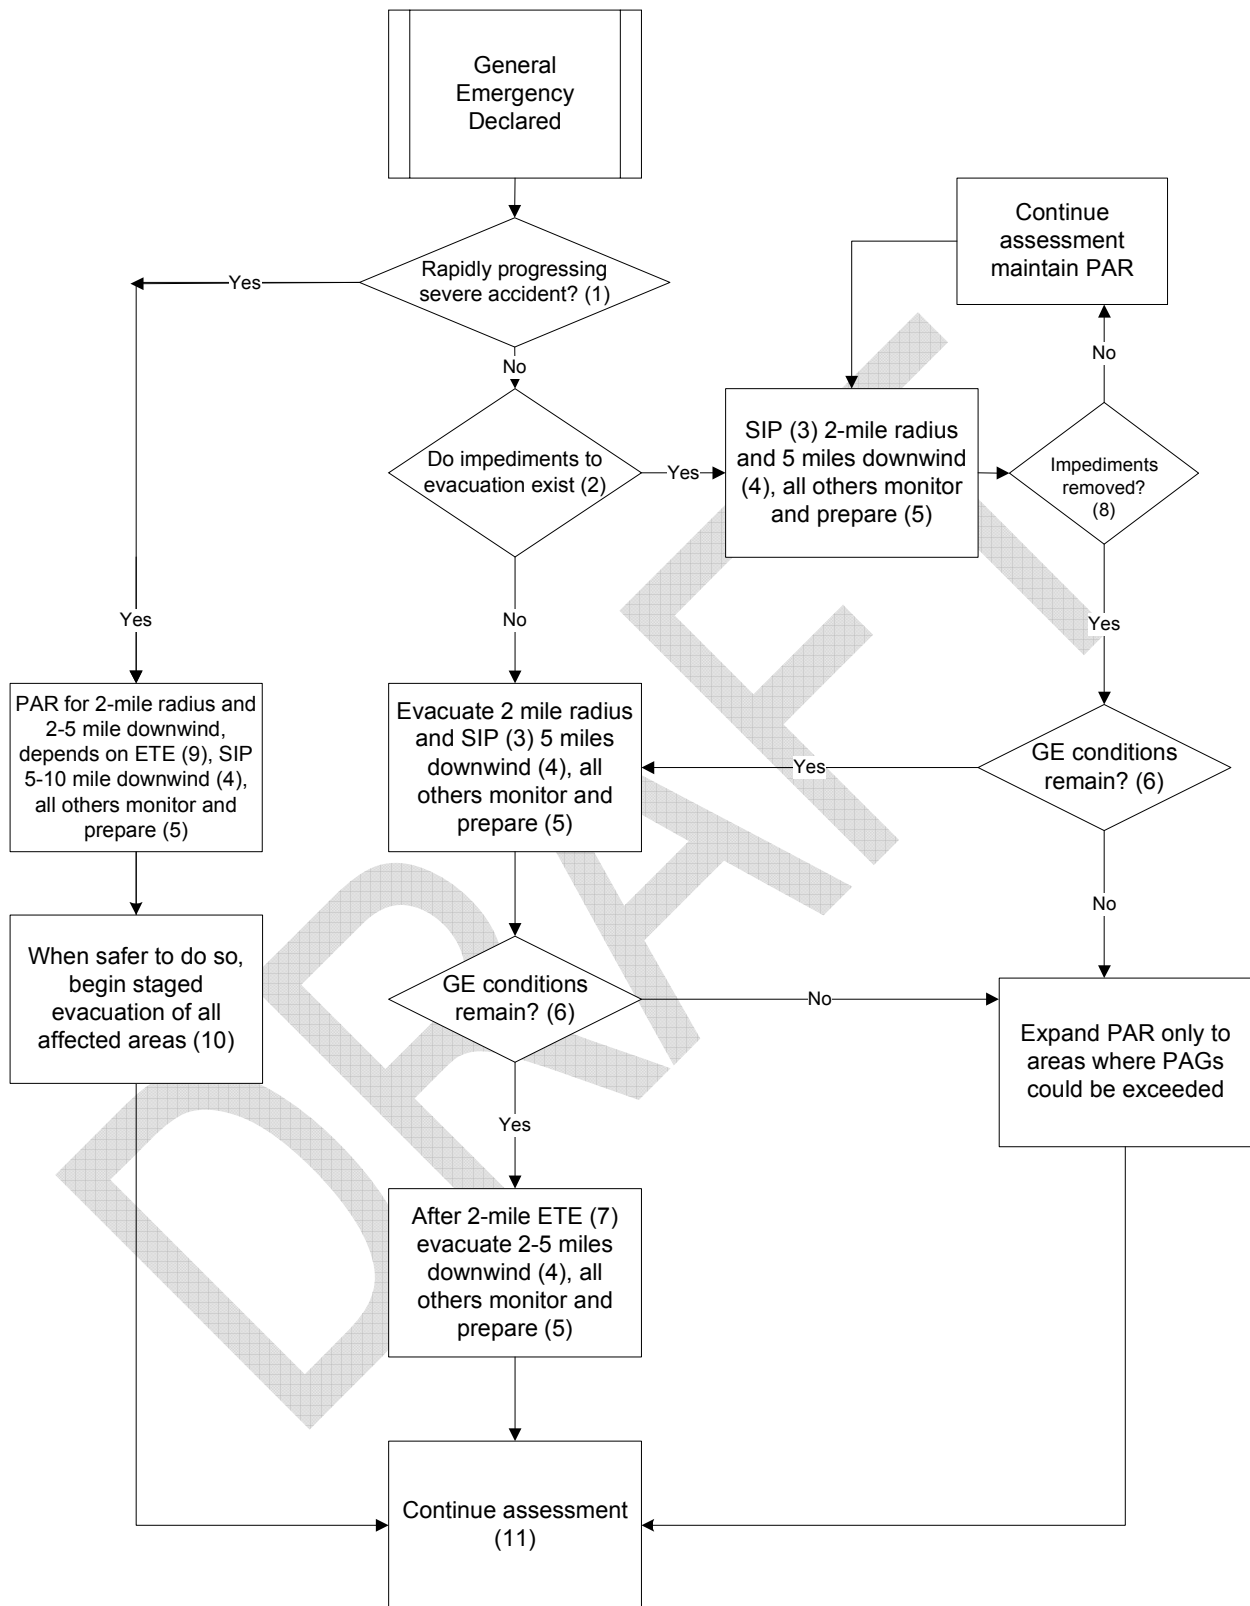 General
Emergency
Declared
Rapidly progressing
severe accident? (1)
Yes
No
Do impediments to
evacuation exist (2)
Yes
No
SIP (3) 2-mile radius
and 5 miles downwind
(4), all others monitor
and prepare (5)
Continue
assessment
maintain PAR
No
Impediments
removed?
(8)
Yes
Yes
PAR for 2-mile radius and
2-5 mile downwind,
depends on ETE (9), SIP
5-10 mile downwind (4),
all others monitor and
prepare (5)
Evacuate 2 mile radius
and SIP (3) 5 miles
downwind (4), all
others monitor and
prepare (5)
Yes
GE conditions
remain? (6)
No
When safer to do so,
begin staged
evacuation of all
affected areas (10)
GE conditions
remain? (6)
No
Expand PAR only to
areas where PAGs
could be exceeded
Yes
After 2-mile ETE (7)
evacuate 2-5 miles
downwind (4), all
others monitor and
prepare (5)
Continue assessment
(11)
DRAFT